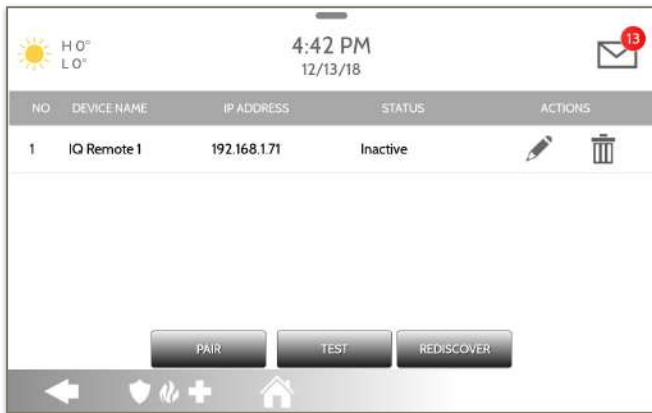 H 0°
L 0°
4:42 PM
12/13/18
13
NO DEVICE NAME IP ADDRESS STATUS ACTIONS
1 IQ Remote 1 192.168.1.71 Inactive
PAIR TEST REDISCOVER